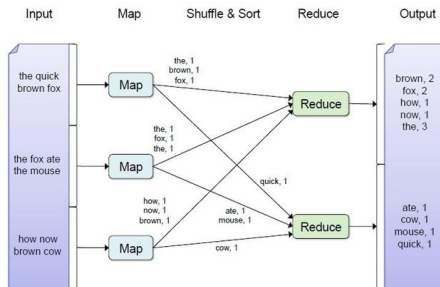 Input Map Shuffle & Sort Reduce Output
the quick
brown fox
the fox ate
the mouse
how now
brown cow
Map
Map
Map
the, 1
brown, 1
fox, 1
the, 1
fox, 1
the, 1
how, 1
now, 1
brown, 1
quick, 1
ate, 1
mouse, 1
cow, 1
Reduce
Reduce
brown, 2
fox, 2
how, 1
now, 1
the, 3
ate, 1
cow, 1
mouse, 1
quick, 1